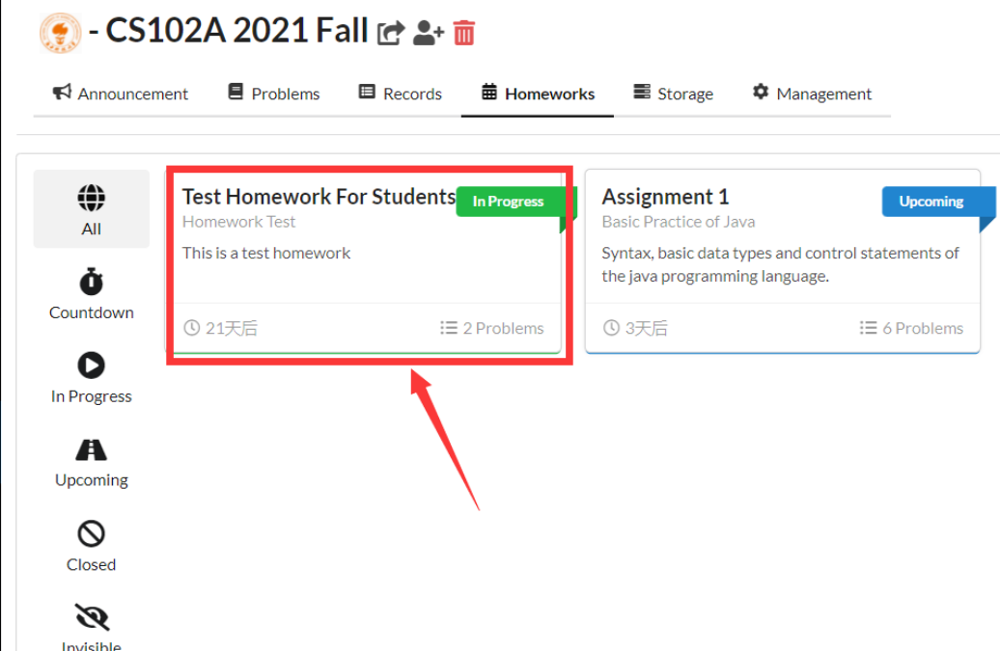 - CS102A 2021 Fall
Announcement
Problems
Records
Homeworks
Storage
Management
All
Countdown
In Progress
Upcoming
Closed
Invisible
Test Homework For Students
In Progress
Homework Test
This is a test homework
21天后
2 Problems
Assignment 1
Upcoming
Basic Practice of Java
Syntax, basic data types and control statements of
the java programming language.
3天后
6 Problems